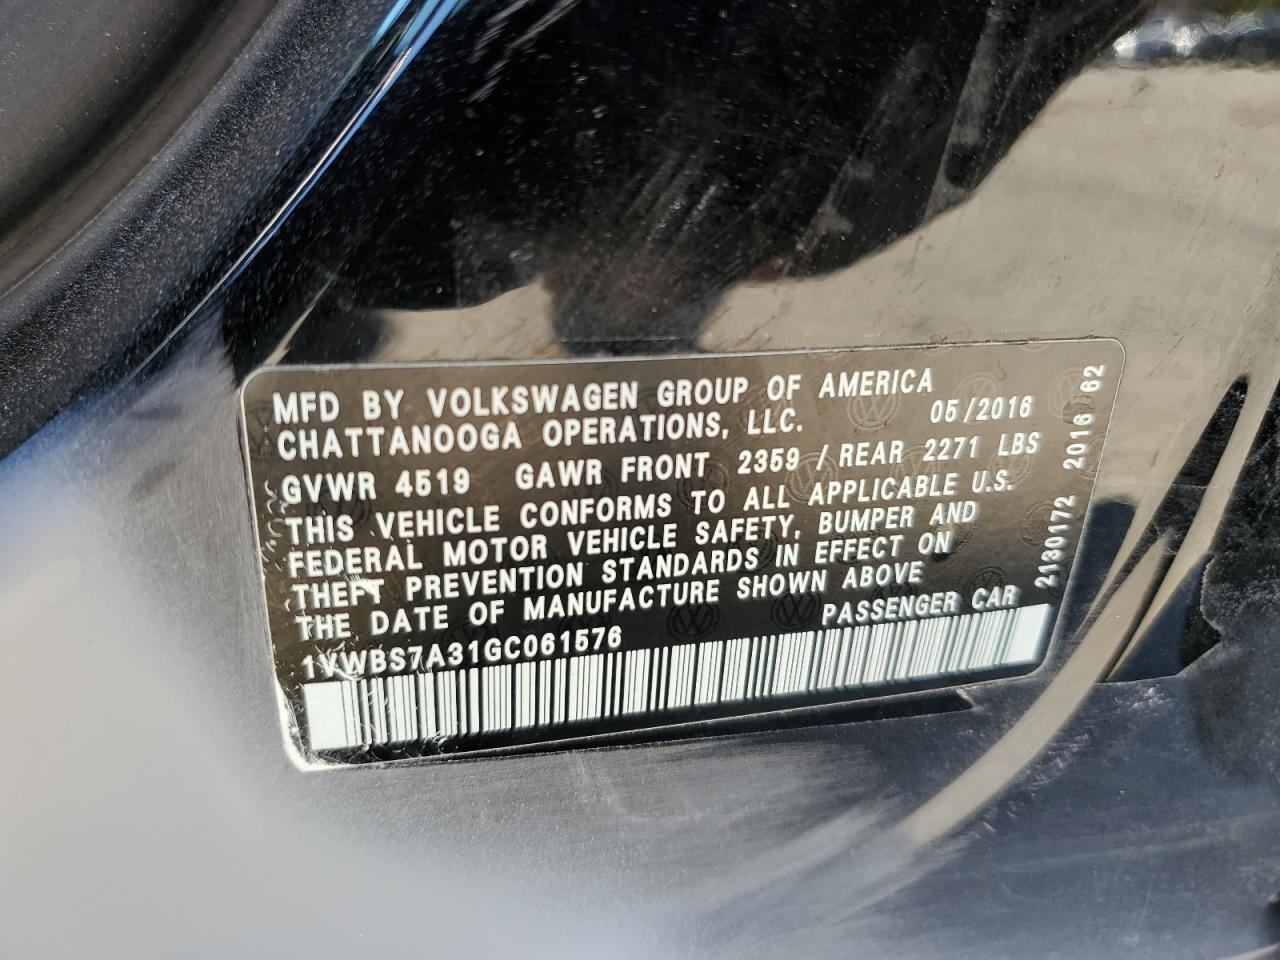 MFD BY VOLKSWAGEN GROUP OF AMERICA
CHATTANOOGA OPERATIONS, LLC. 05/2016
GVWR 4519 GAWR FRONT 2359 / REAR 2271 LBS
THIS VEHICLE CONFORMS TO ALL APPLICABLE U.S.
FEDERAL MOTOR VEHICLE SAFETY, BUMPER AND
THEFT PREVENTION STANDARDS IN EFFECT ON
THE DATE OF MANUFACTURE SHOWN ABOVE
1VWBS7A31GC061576 PASSENGER CAR
2130172 2016 62